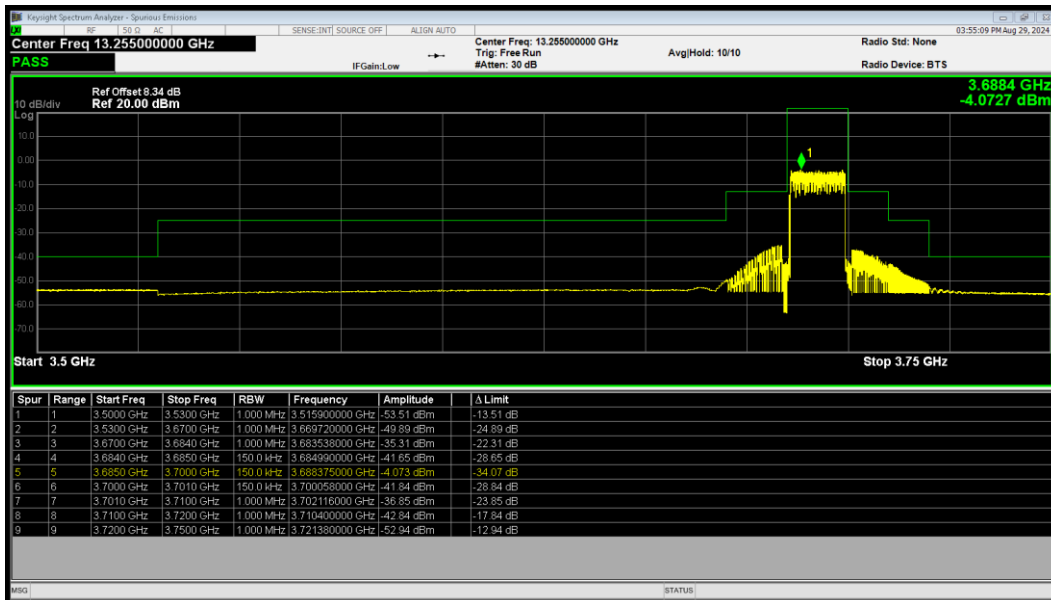 Keysight Spectrum Analyzer - Spurious Emissions
RF 50 Ω AC SENSE:INT SOURCE OFF ALIGN AUTO 03:55:09 PM Aug 29, 2024
Center Freq 13.255000000 GHz Center Freq: 13.255000000 GHz Radio Std: None
Trig: Free Run Avg|Hold: 10/10
PASS IFGain:Low #Atten: 30 dB Radio Device: BTS
Ref Offset 8.34 dB 3.6884 GHz
10 dB/div Ref 20.00 dBm -4.0727 dBm
Log
10.0
1
0.00
-10.0
-20.0
-30.0
-40.0
-50.0
-60.0
-70.0
Start 3.5 GHz Stop 3.75 GHz
Spur Range Start Freq Stop Freq RBW Frequency Amplitude Δ Limit
1 1 3.5000 GHz 3.5300 GHz 1.000 MHz 3.515900000 GHz -53.51 dBm -13.51 dB
2 2 3.5300 GHz 3.6700 GHz 1.000 MHz 3.669720000 GHz -49.89 dBm -24.89 dB
3 3 3.6700 GHz 3.6840 GHz 1.000 MHz 3.683538000 GHz -35.31 dBm -22.31 dB
4 4 3.6840 GHz 3.6850 GHz 150.0 kHz 3.684990000 GHz -41.65 dBm -28.65 dB
5 5 3.6850 GHz 3.7000 GHz 150.0 kHz 3.688375000 GHz -4.073 dBm -34.07 dB
6 6 3.7000 GHz 3.7010 GHz 150.0 kHz 3.700058000 GHz -41.84 dBm -28.84 dB
7 7 3.7010 GHz 3.7100 GHz 1.000 MHz 3.702116000 GHz -36.85 dBm -23.85 dB
8 8 3.7100 GHz 3.7200 GHz 1.000 MHz 3.710400000 GHz -42.84 dBm -17.84 dB
9 9 3.7200 GHz 3.7500 GHz 1.000 MHz 3.721380000 GHz -52.94 dBm -12.94 dB
MSG STATUS